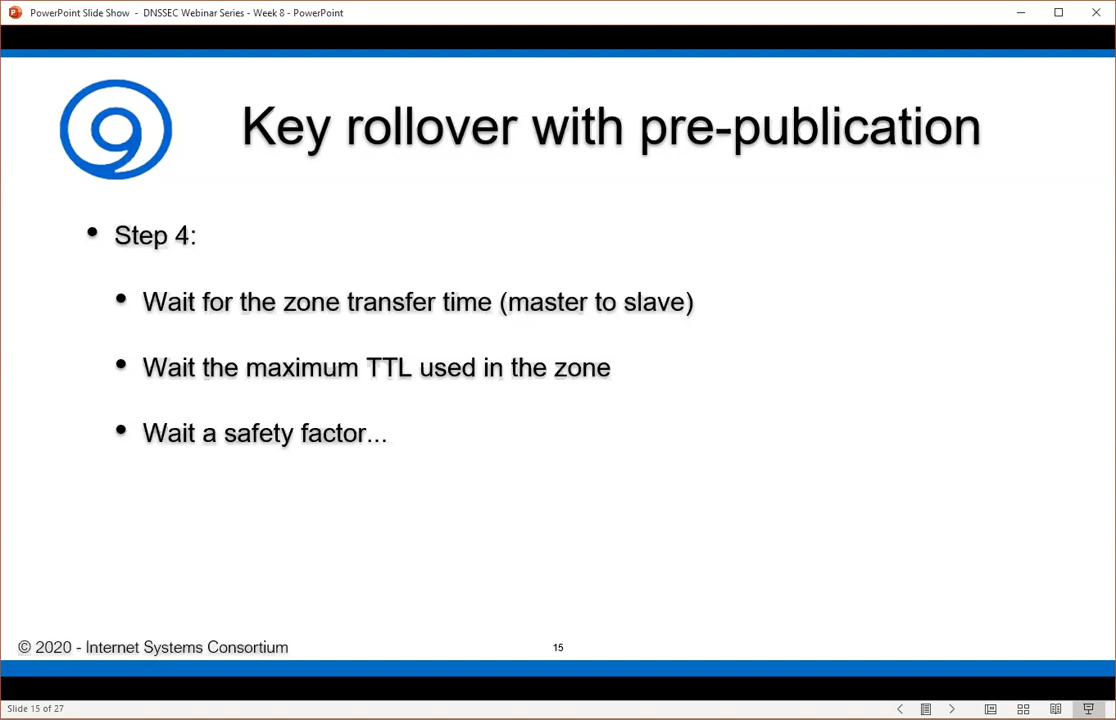 PowerPoint Slide Show - DNSSEC Webinar Series - Week 8 - PowerPoint
Key rollover with pre-publication
• Step 4:
• Wait for the zone transfer time (master to slave)
• Wait the maximum TTL used in the zone
• Wait a safety factor...
© 2020 - Internet Systems Consortium
15
Slide 15 of 27